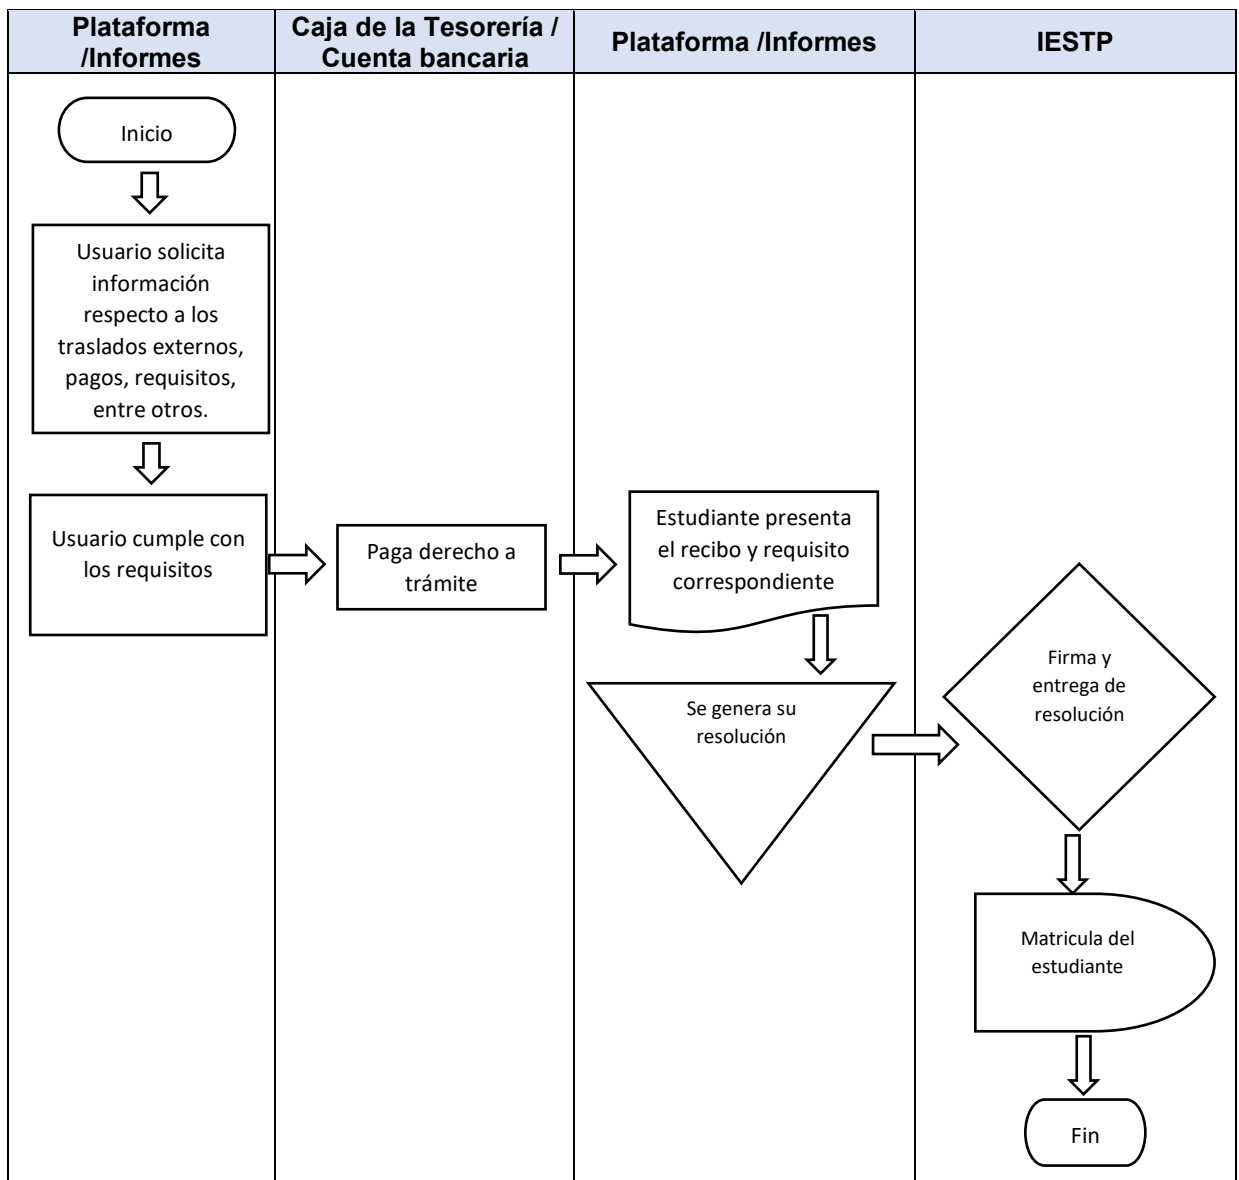 Plataforma
/Informes
Caja de la Tesorería /
Cuenta bancaria
Plataforma /Informes
IESTP
Inicio
Usuario solicita
información
respecto a los
traslados externos,
pagos, requisitos,
entre otros.
Usuario cumple con
los requisitos
Paga derecho a
trámite
Estudiante presenta
el recibo y requisito
correspondiente
Se genera su
resolución
Firma y
entrega de
resolución
Matricula del
estudiante
Fin